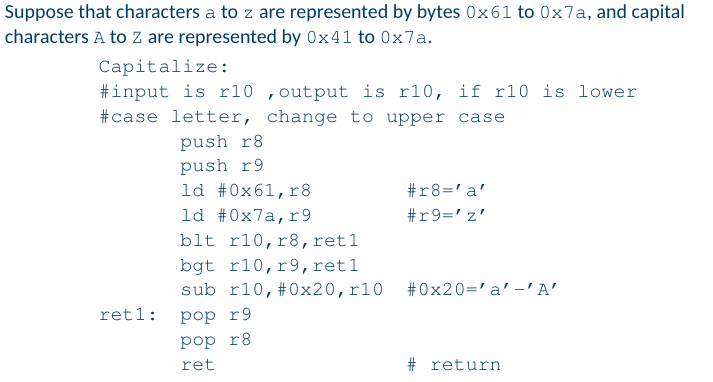 Suppose that characters a to z are represented by bytes 0x61 to 0x7a, and capital
characters A to Z are represented by 0x41 to 0x7a.
Capitalize:
#input is r10 ,output is r10, if r10 is lower
#case letter, change to upper case
push r8
push r9
ld #0x61,r8 #r8=’a’
ld #0x7a,r9 #r9=’z’
blt r10,r8,ret1
bgt r10,r9,ret1
sub r10,#0x20,r10 #0x20=’a’-’A’
ret1: pop r9
pop r8
ret # return